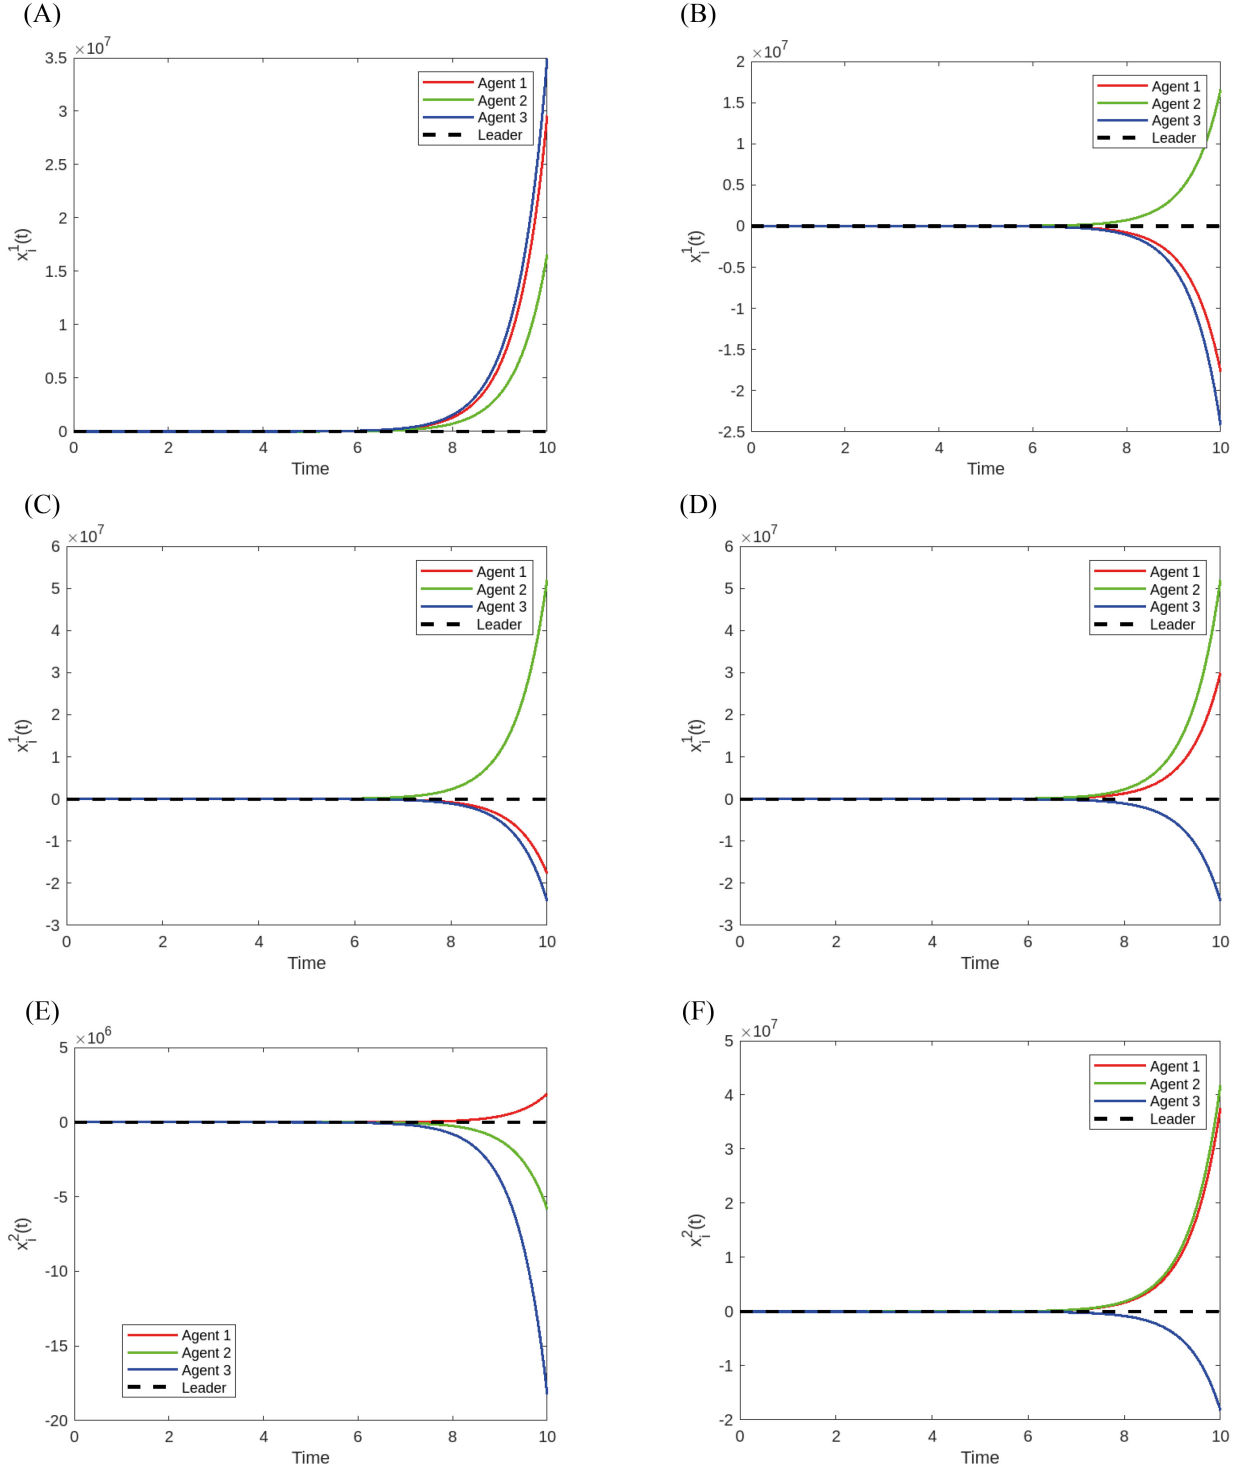 (A)
×10^7
3.5
3
2.5
2
1.5
1
0.5
0
x_i^1(t)
0 2 4 6 8 10
Time
Agent 1
Agent 2
Agent 3
Leader
(B)
×10^7
2
1.5
1
0.5
0
-0.5
-1
-1.5
-2
-2.5
x_i^1(t)
0 2 4 6 8 10
Time
Agent 1
Agent 2
Agent 3
Leader
(C)
×10^7
6
5
4
3
2
1
0
-1
-2
-3
x_i^1(t)
0 2 4 6 8 10
Time
Agent 1
Agent 2
Agent 3
Leader
(D)
×10^7
6
5
4
3
2
1
0
-1
-2
-3
x_i^1(t)
0 2 4 6 8 10
Time
Agent 1
Agent 2
Agent 3
Leader
(E)
×10^6
5
0
-5
-10
-15
-20
x_i^2(t)
0 2 4 6 8 10
Time
Agent 1
Agent 2
Agent 3
Leader
(F)
×10^7
5
4
3
2
1
0
-1
-2
x_i^2(t)
0 2 4 6 8 10
Time
Agent 1
Agent 2
Agent 3
Leader